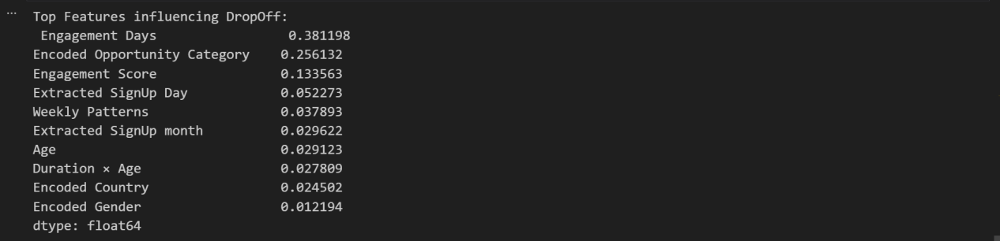 ... Top Features influencing DropOff:
 Engagement Days                 0.381198
Encoded Opportunity Category    0.256132
Engagement Score                0.133563
Extracted SignUp Day            0.052273
Weekly Patterns                 0.037893
Extracted SignUp month          0.029622
Age                             0.029123
Duration × Age                  0.027809
Encoded Country                 0.024502
Encoded Gender                  0.012194
dtype: float64